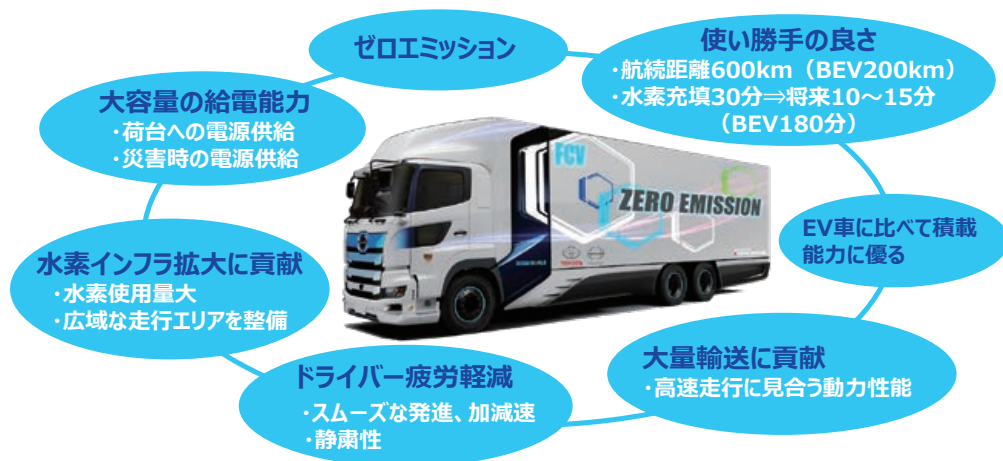 ゼロエミッション
使い勝手の良さ
・航続距離600km（BEV200km）
・水素充填30分⇒将来10～15分
（BEV180分）
大容量の給電能力
・荷台への電源供給
・災害時の電源供給
FCV
ZERO EMISSION
TOYOTA
EV車に比べて積載
能力に優る
水素インフラ拡大に貢献
・水素使用量大
・広域な走行エリアを整備
大量輸送に貢献
・高速走行に見合う動力性能
ドライバー疲労軽減
・スムーズな発進、加減速
・静粛性